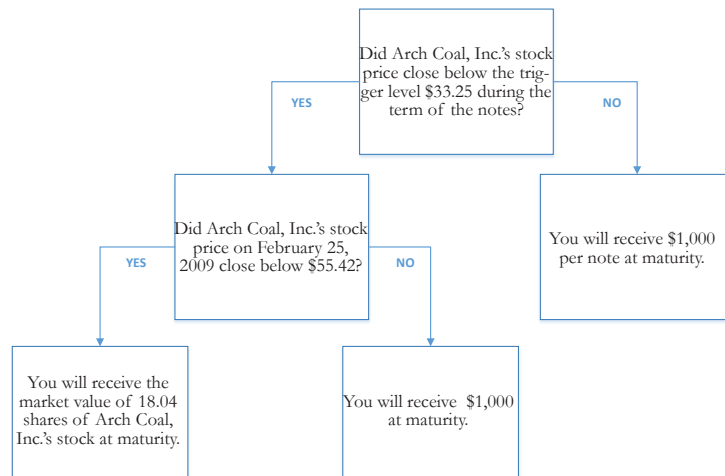 Did Arch Coal, Inc.'s stock
price close below the trig-
ger level $33.25 during the
term of the notes?
YES
NO
Did Arch Coal, Inc.'s stock
price on February 25,
2009 close below $55.42?
You will receive $1,000
per note at maturity.
YES
NO
You will receive the
market value of 18.04
shares of Arch Coal,
Inc.'s stock at maturity.
You will receive $1,000
at maturity.